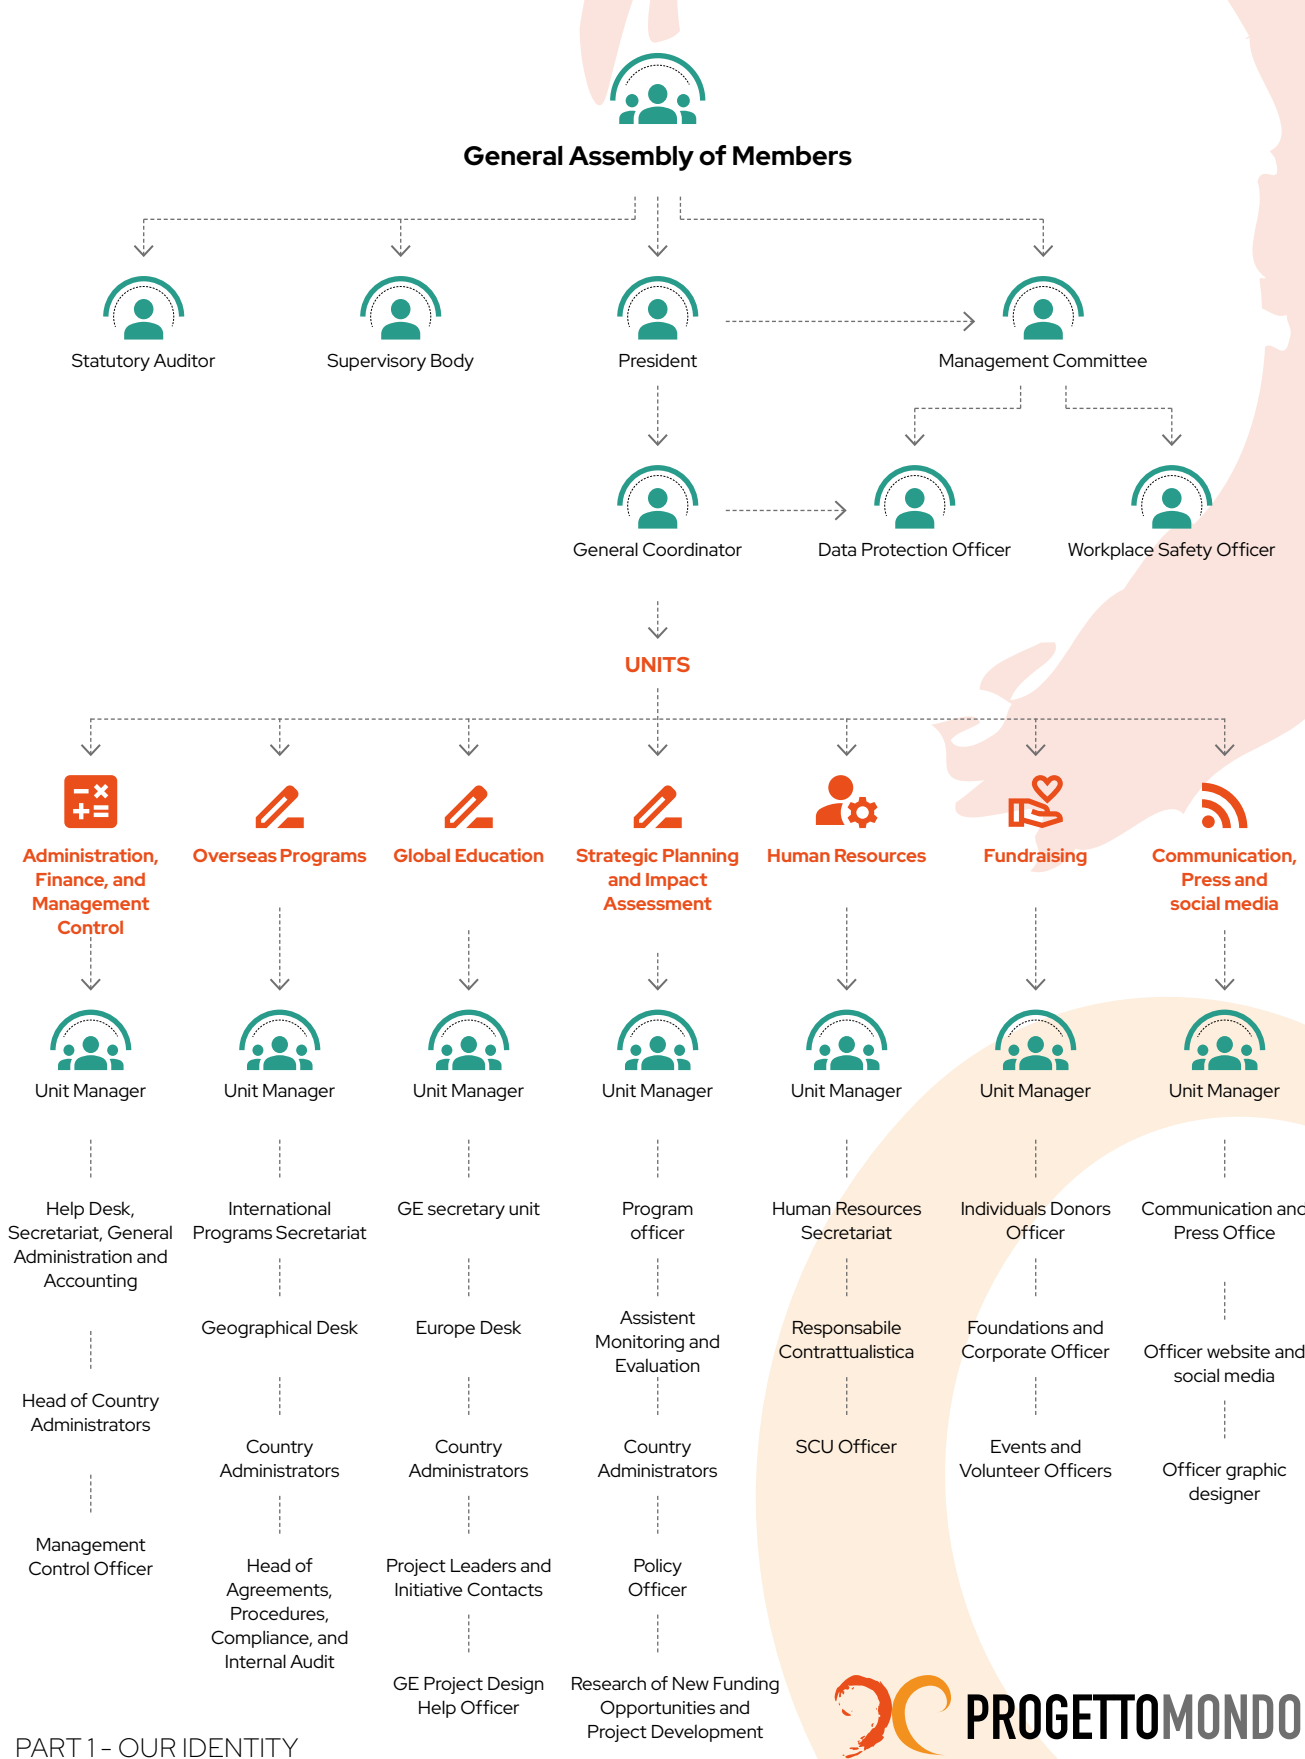 General Assembly of Members
Statutory Auditor
Supervisory Body
President
Management Committee
General Coordinator
Data Protection Officer
Workplace Safety Officer
UNITS
Administration,
Finance, and
Management
Control
Overseas Programs
Global Education
Strategic Planning
and Impact
Assessment
Human Resources
Fundraising
Communication,
Press and
social media
Unit Manager
Unit Manager
Unit Manager
Unit Manager
Unit Manager
Unit Manager
Unit Manager
Help Desk,
Secretariat, General
Administration and
Accounting
Head of Country
Administrators
Management
Control Officer
International
Programs Secretariat
Geographical Desk
Country
Administrators
Head of
Agreements,
Procedures,
Compliance, and
Internal Audit
GE secretary unit
Europe Desk
Country
Administrators
Project Leaders and
Initiative Contacts
GE Project Design
Help Officer
Program
officer
Assistent
Monitoring and
Evaluation
Country
Administrators
Policy
Officer
Research of New Funding
Opportunities and
Project Development
Human Resources
Secretariat
Responsabile
Contrattualistica
SCU Officer
Individuals Donors
Officer
Foundations and
Corporate Officer
Events and
Volunteer Officers
Communication and
Press Office
Officer website and
social media
Officer graphic
designer
PROGETTOMONDO
PART 1 - OUR IDENTITY